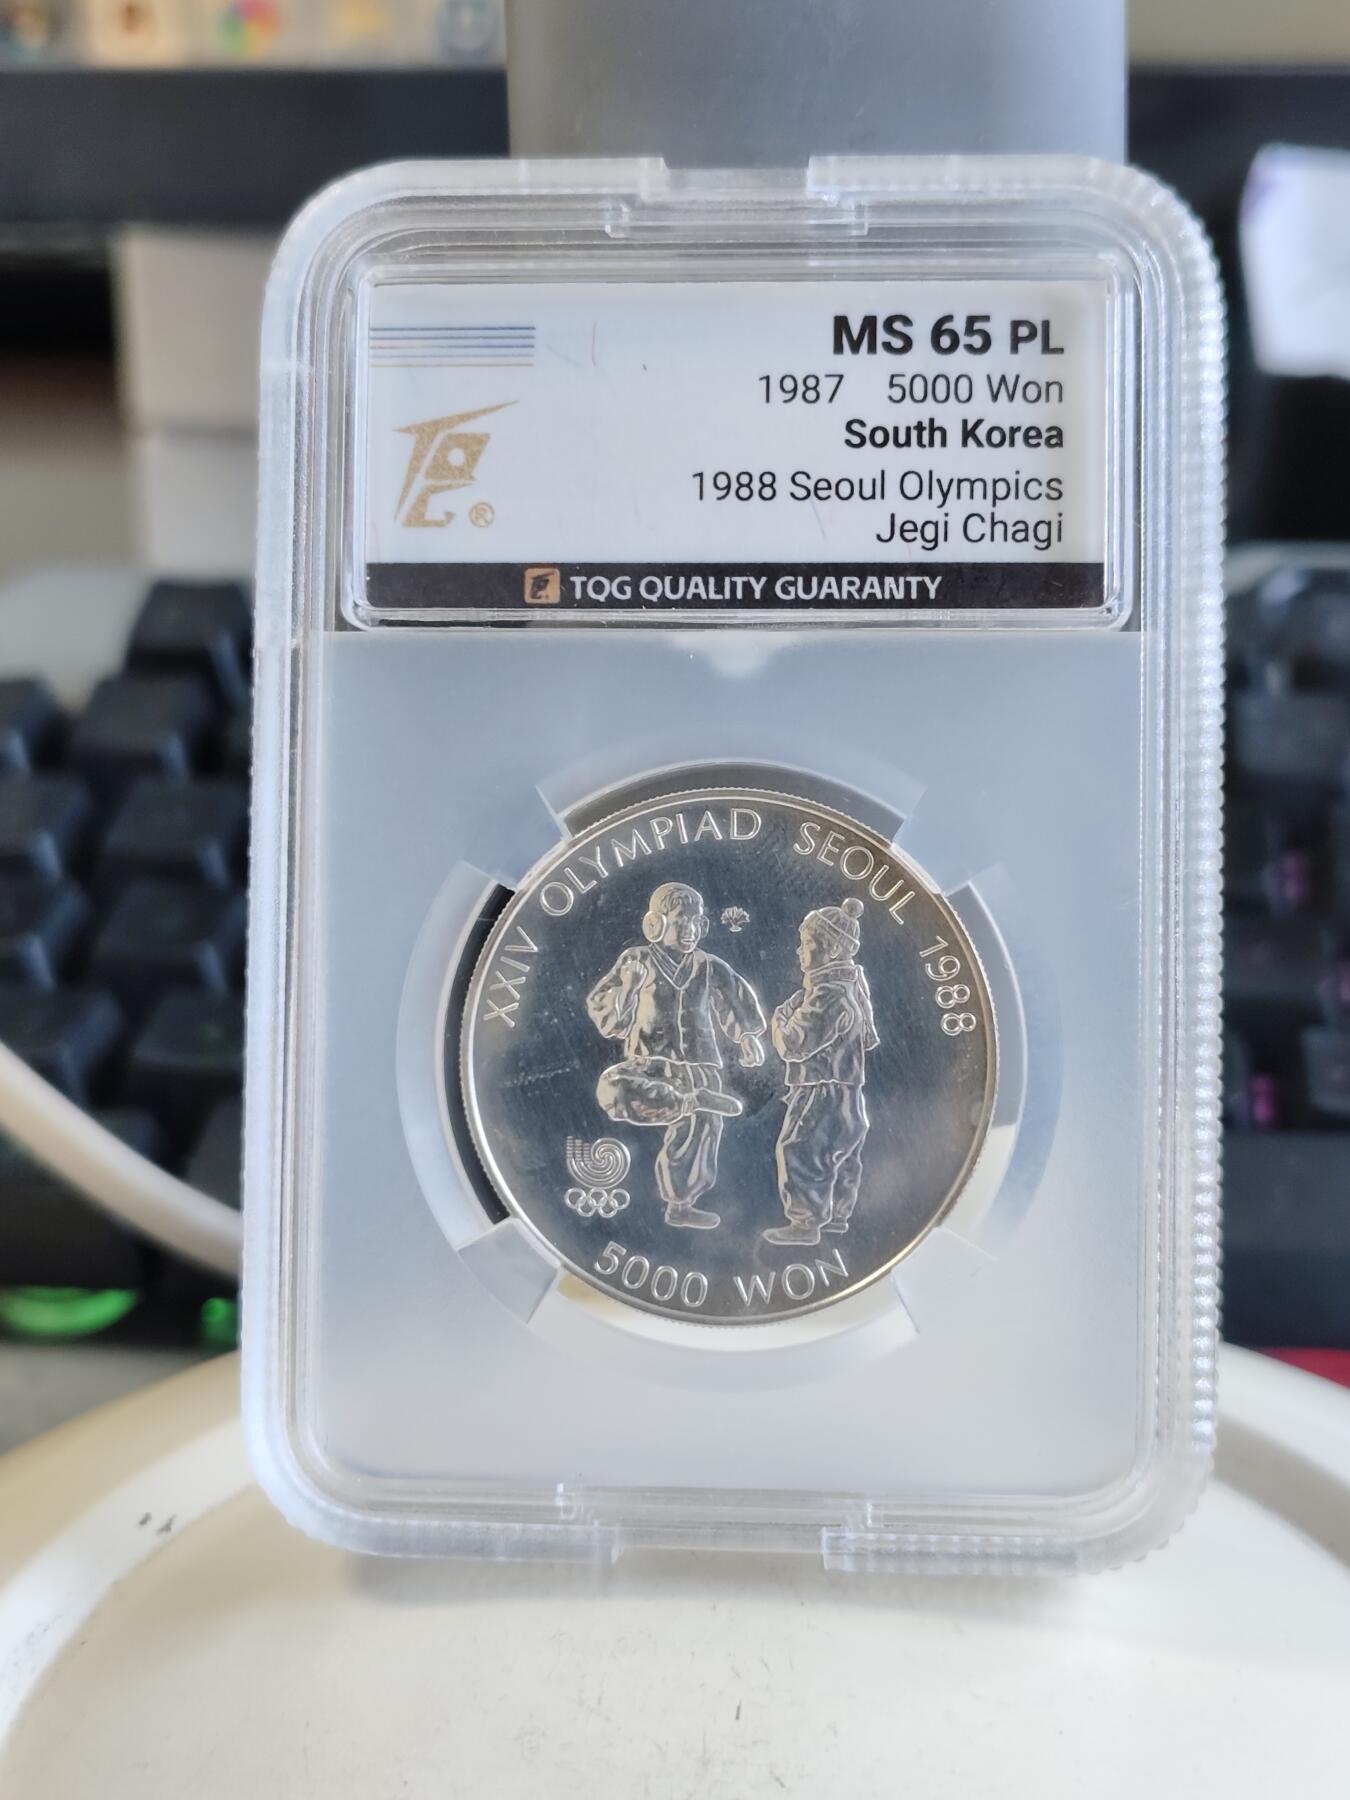 MS 65 PL
1987 5000 Won
South Korea
1988 Seoul Olympics
Jegi Chagi
TQG ®
TQG QUALITY GUARANTY
XXIV OLYMPIAD SEOUL 1988
5000 WON